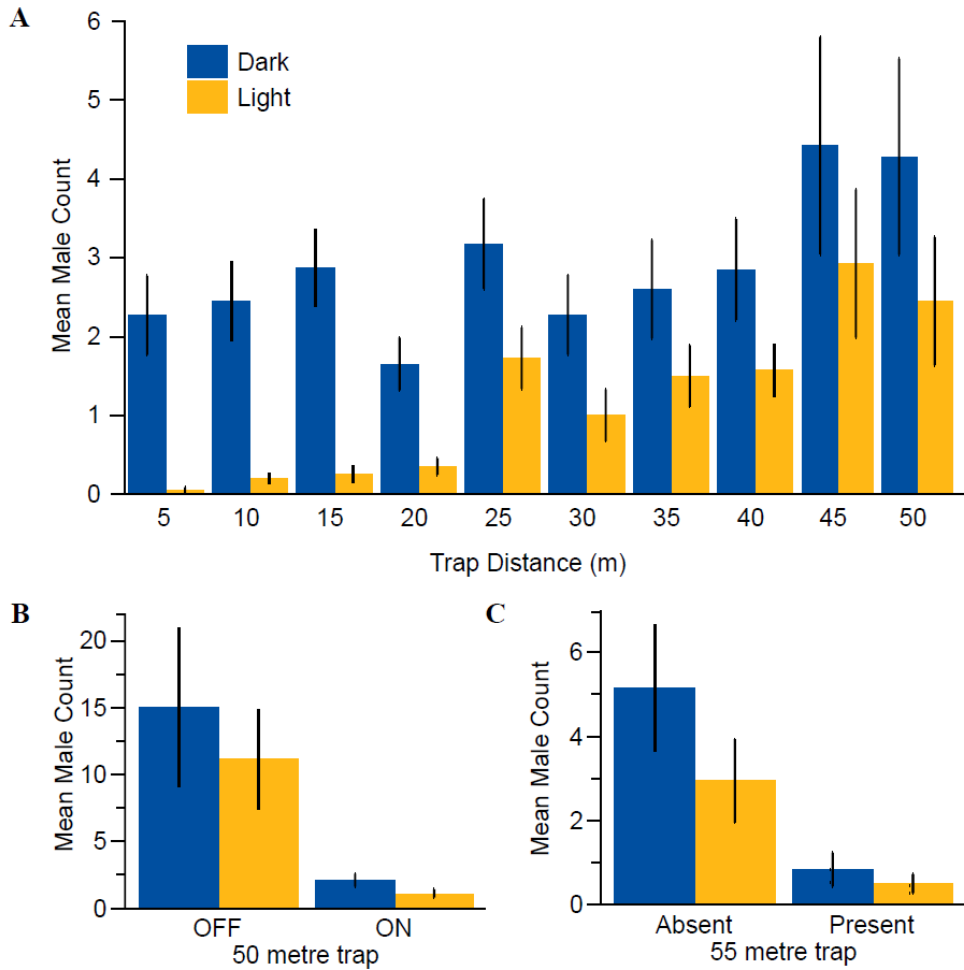 A
Mean Male Count
6
5
4
3
2
1
0
Dark
Light
5 10 15 20 25 30 35 40 45 50
Trap Distance (m)
B
Mean Male Count
20
15
10
5
0
OFF ON
50 metre trap
C
Mean Male Count
6
4
2
0
Absent Present
55 metre trap